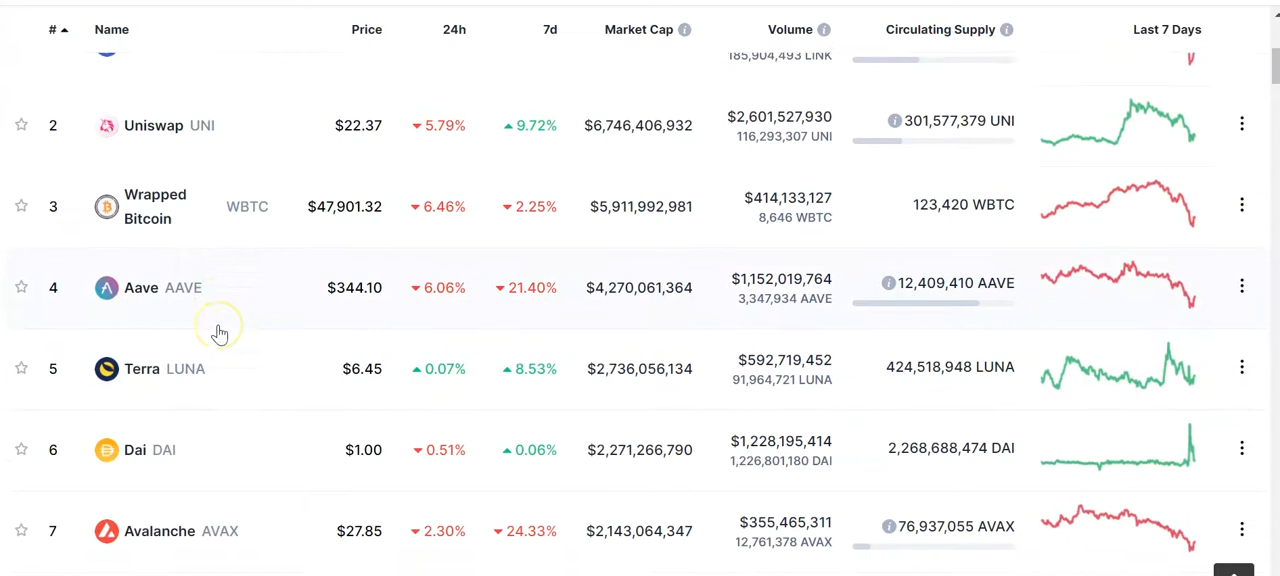 # Name Price 24h 7d Market Cap Volume Circulating Supply Last 7 Days
185,904,493 LINK
2 Uniswap UNI $22.37 5.79% 9.72% $6,746,406,932 $2,601,527,930 301,577,379 UNI
116,293,307 UNI
3 Wrapped Bitcoin WBTC $47,901.32 6.46% 2.25% $5,911,992,981 $414,133,127 123,420 WBTC
8,646 WBTC
4 Aave AAVE $344.10 6.06% 21.40% $4,270,061,364 $1,152,019,764 12,409,410 AAVE
3,347,934 AAVE
5 Terra LUNA $6.45 0.07% 8.53% $2,736,056,134 $592,719,452 424,518,948 LUNA
91,964,721 LUNA
6 Dai DAI $1.00 0.51% 0.06% $2,271,266,790 $1,228,195,414 2,268,688,474 DAI
1,226,801,180 DAI
7 Avalanche AVAX $27.85 2.30% 24.33% $2,143,064,347 $355,465,311 76,937,055 AVAX
12,761,378 AVAX